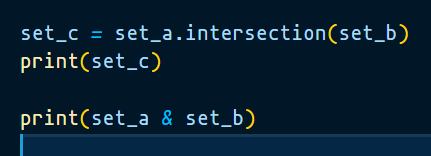 set_c = set_a.intersection(set_b)
print(set_c)
print(set_a & set_b)